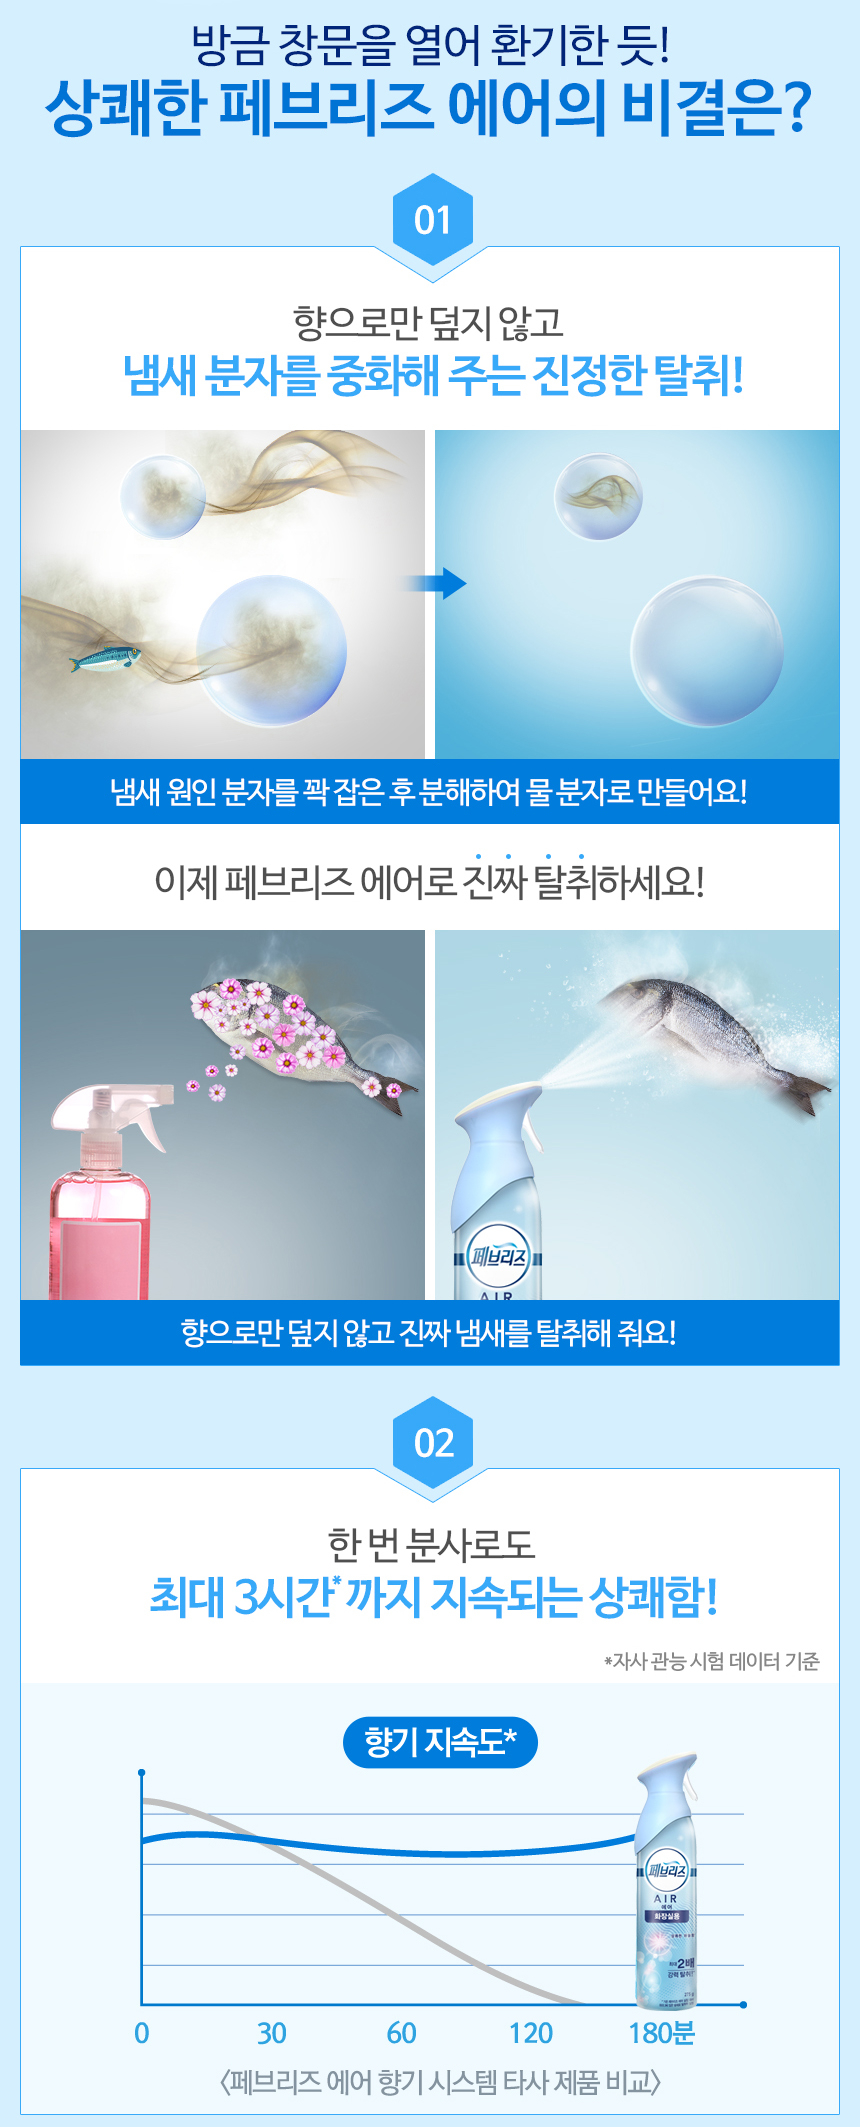 방금 창문을 열어 환기한 듯!
상쾌한 페브리즈 에어의 비결은?
01
향으로만 덮지 않고
냄새 분자를 중화해 주는 진정한 탈취!
냄새 원인 분자를 꽉 잡은 후 분해하여 물 분자로 만들어요!
이제 페브리즈 에어로 진짜 탈취하세요!
페브리즈
AIR
향으로만 덮지 않고 진짜 냄새를 탈취해 줘요!
02
한 번 분사로도
최대 3시간*까지 지속되는 상쾌함!
*자사 관능 시험 데이터 기준
향기 지속도*
페브리즈
AIR
에어
화장실용
2배
0 30 60 120 180분
〈페브리즈 에어 향기 시스템 타사 제품 비교〉